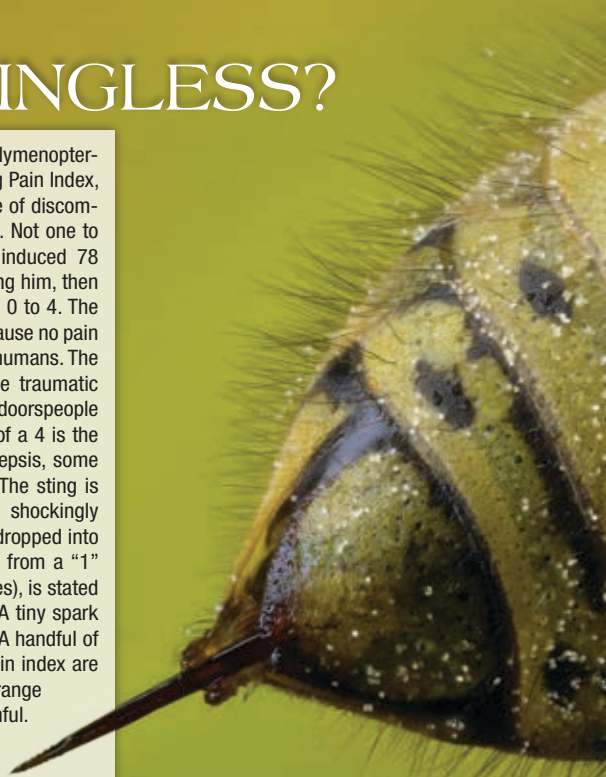 INGLESS?
lymenopter-
g Pain Index,
e of discom-
. Not one to
induced 78
ng him, then
0 to 4. The
ause no pain
humans. The
e traumatic
doorspeople
of a 4 is the
epsis, some
The sting is
shockingly
dropped into
from a “1”
es), is stated
A tiny spark
A handful of
in index are
range
nful.